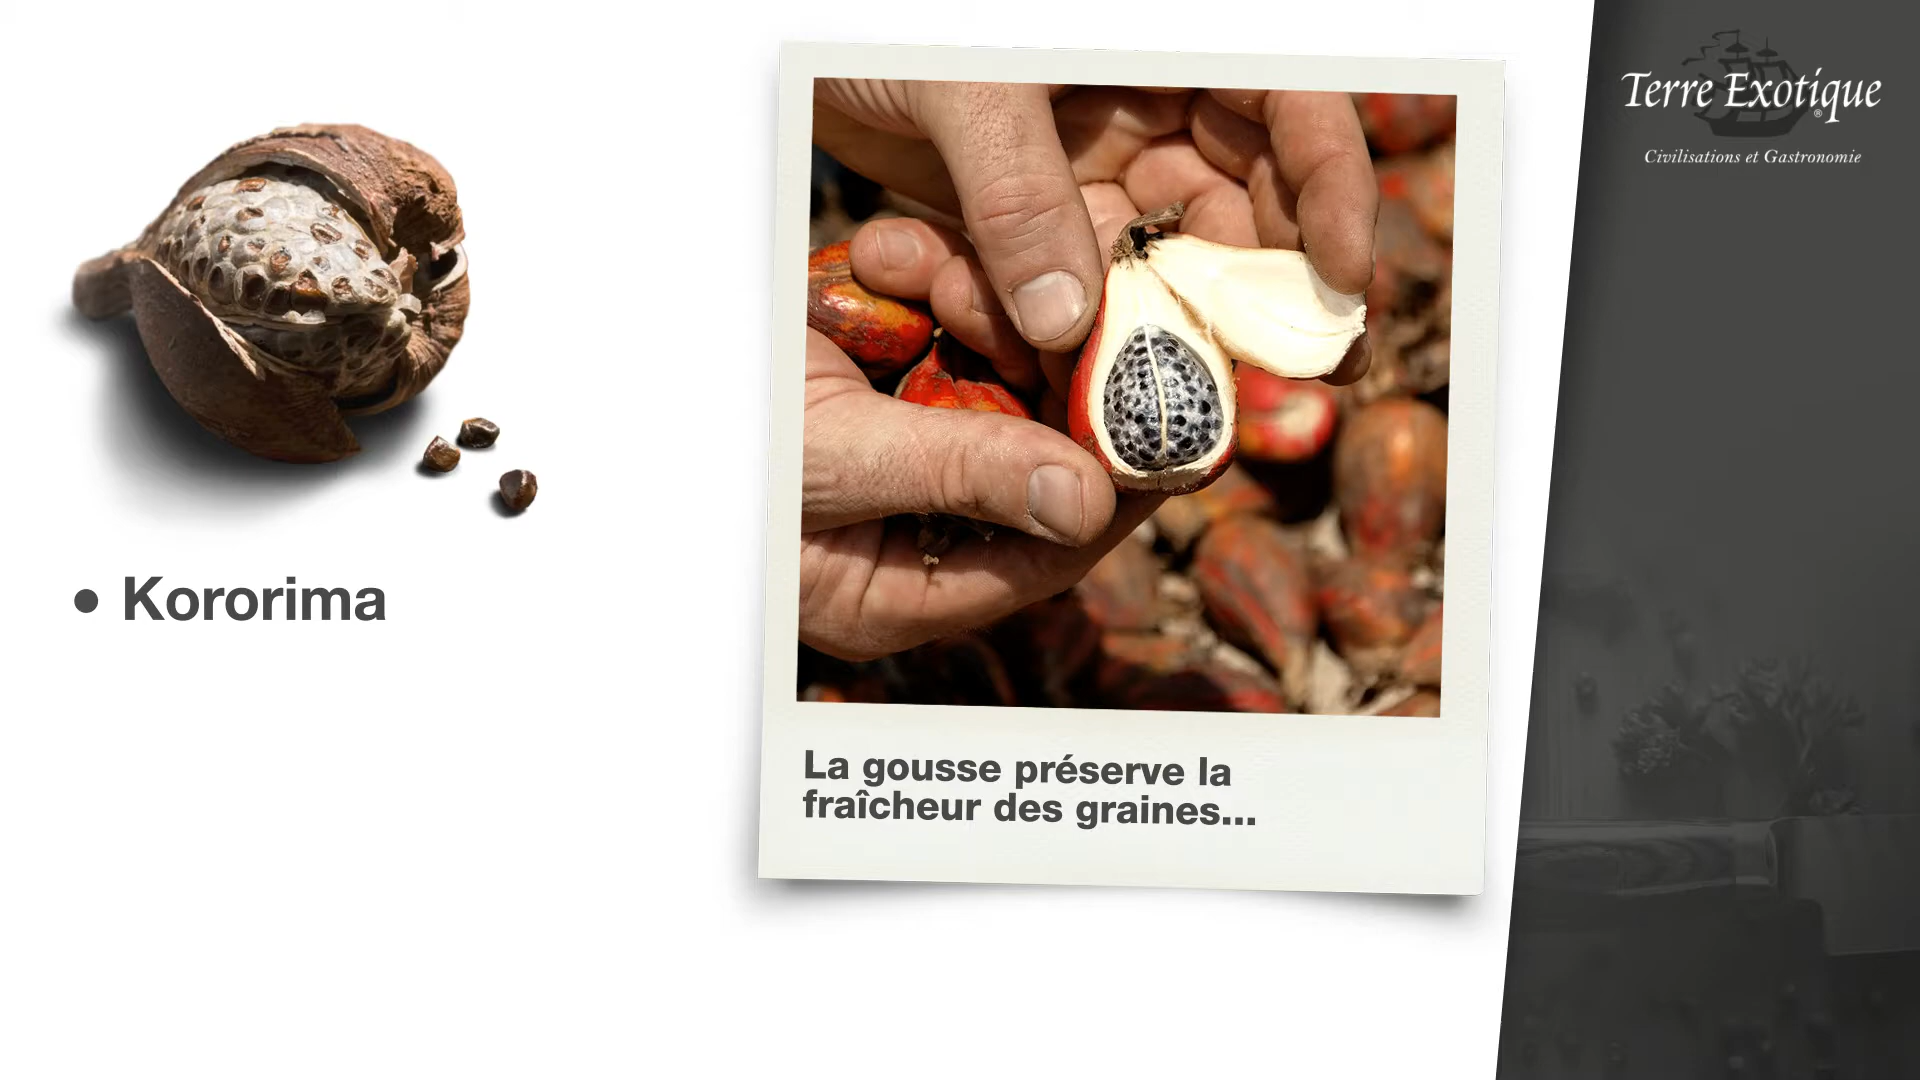 Terre Exotique
®
Civilisations et Gastronomie
• Kororima
La gousse préserve la
fraîcheur des graines...